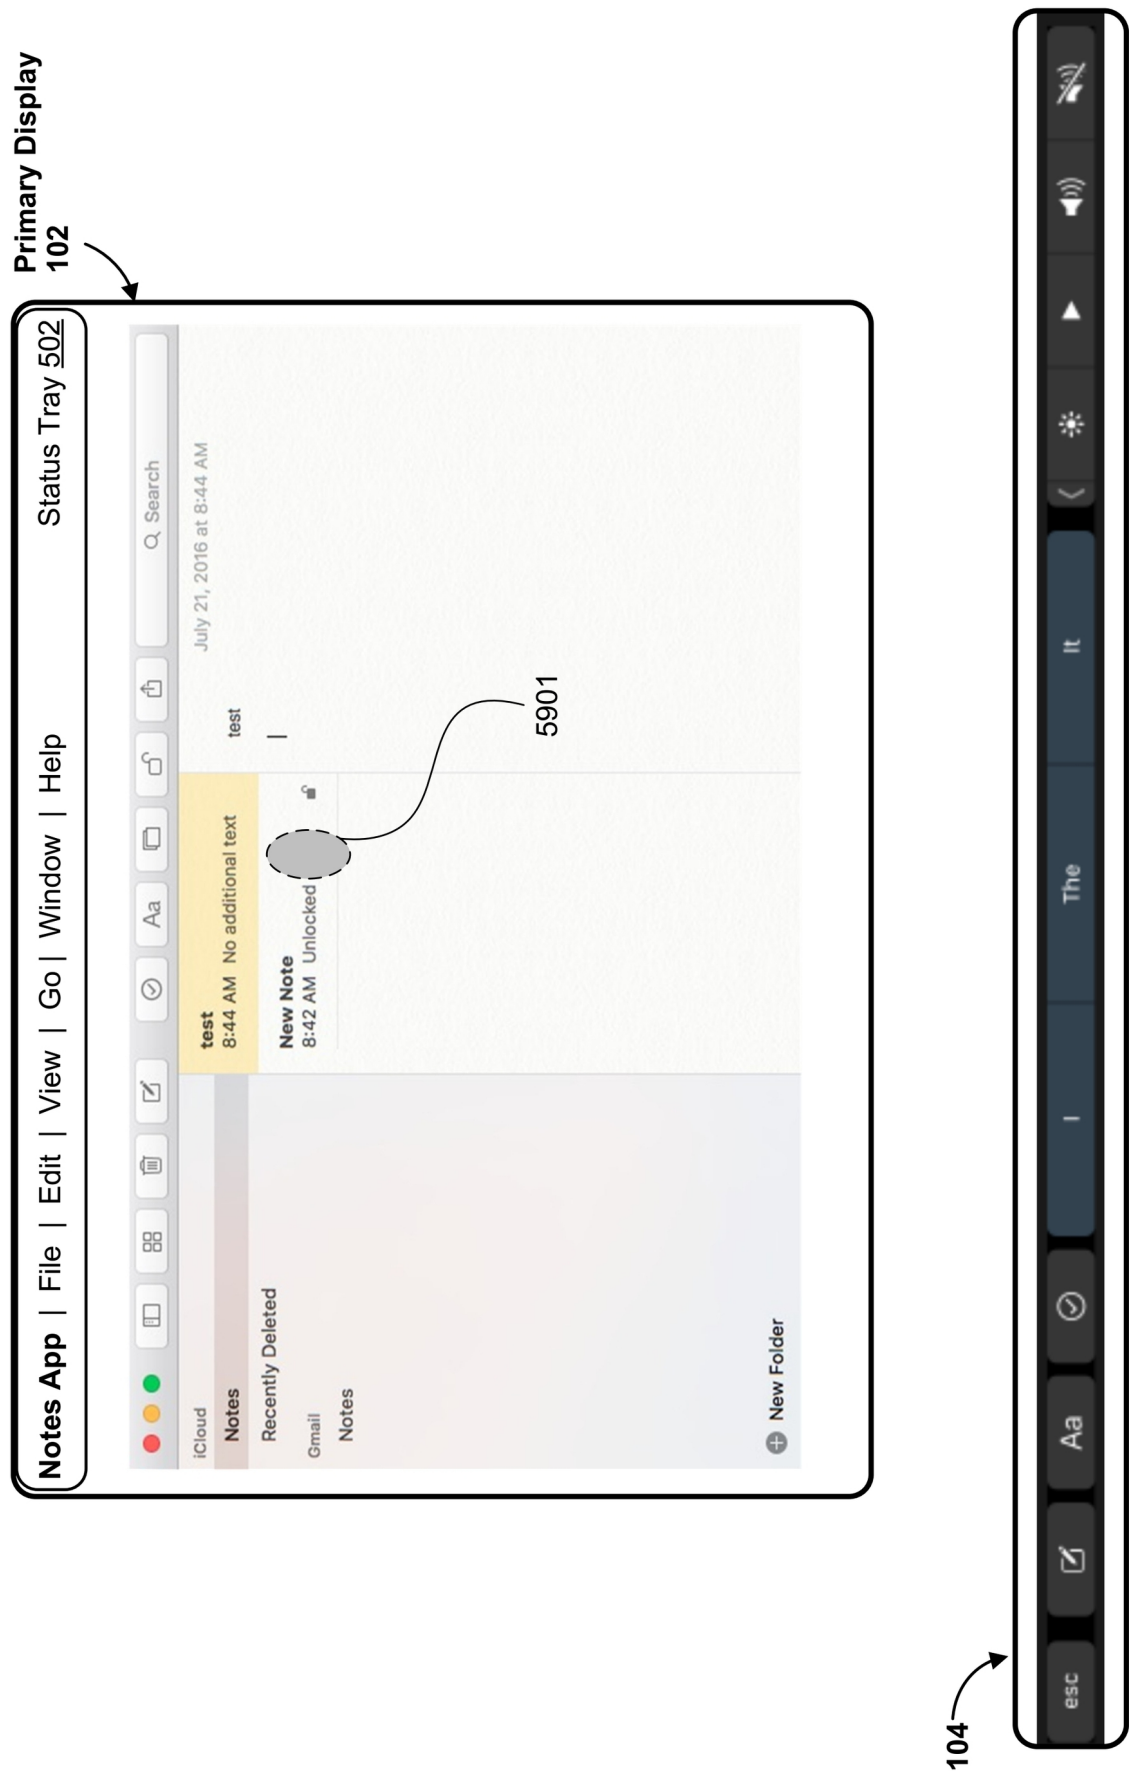 Primary Display
102
Notes App | File | Edit | View | Go | Window | Help
Status Tray 502
Aa
Search
iCloud
Notes
Recently Deleted
Gmail
Notes
New Folder
test
8:44 AM No additional text
New Note
8:42 AM Unlocked
July 21, 2016 at 8:44 AM
test
5901
104
esc
Aa
I
The
It